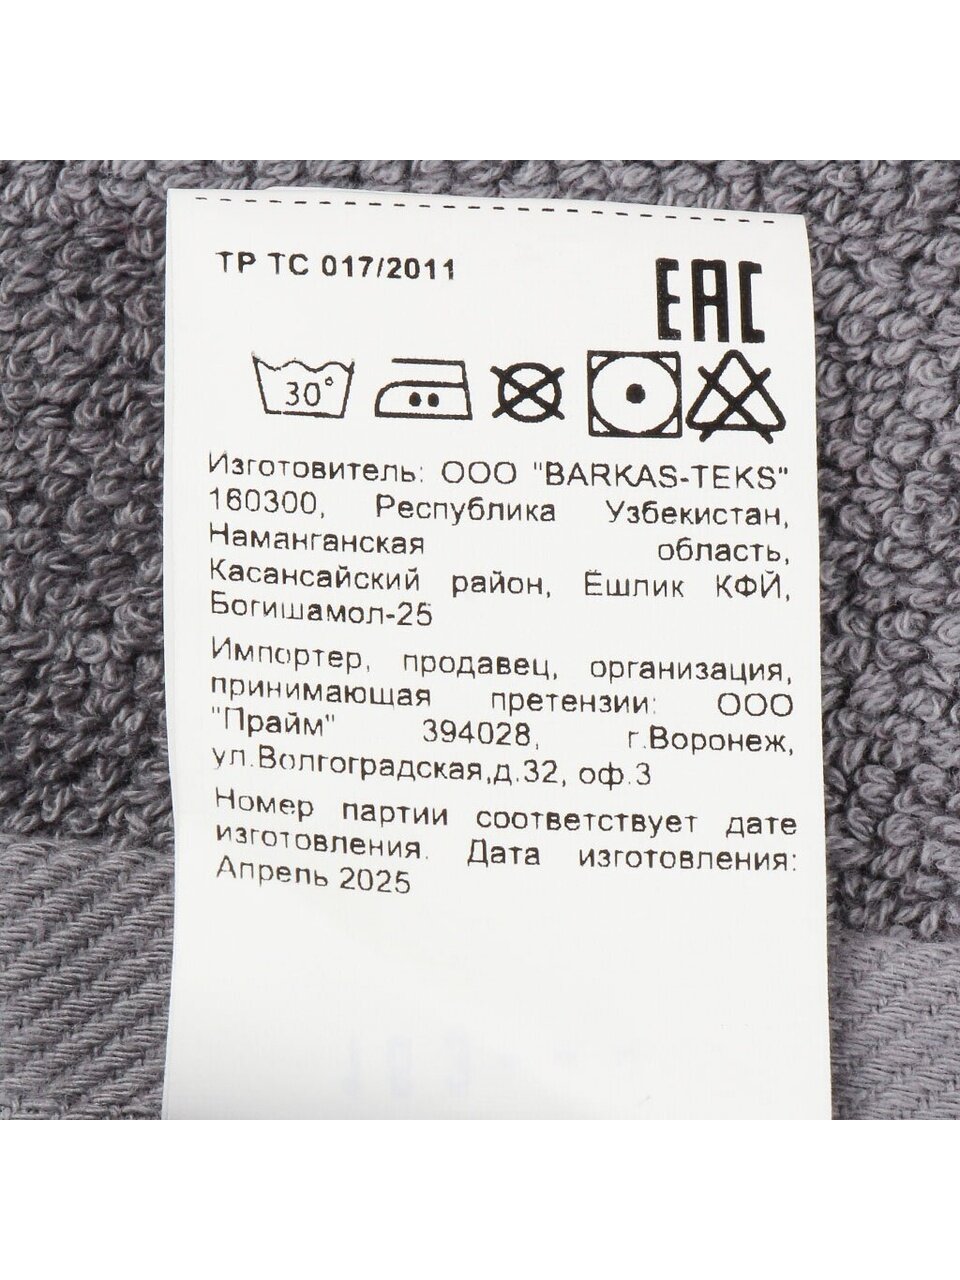 ТР ТС 017/2011
EAC
30°
Изготовитель: ООО "BARKAS-TEKS"
160300, Республика Узбекистан,
Наманганская область,
Касансайский район, Ёшлик КФЙ,
Богишамол-25
Импортер, продавец, организация,
принимающая претензии: ООО
"Прайм" 394028, г.Воронеж,
ул.Волгоградская,д.32, оф.3
Номер партии соответствует дате
изготовления. Дата изготовления:
Апрель 2025